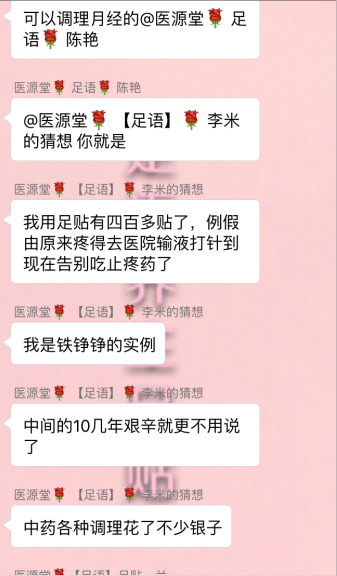 可以调理月经的@医源堂🌹 足
语🌹 陈艳
医源堂🌹 足语🌹 陈艳
@医源堂🌹 【足语】🌹 李米
的猜想 你就是
医源堂🌹 【足语】🌹 李米的猜想
我用足贴有四百多贴了，例假
由原来疼得去医院输液打针到
现在告别吃止疼药了
医源堂🌹 【足语】🌹 李米的猜想
我是铁铮铮的实例
医源堂🌹 【足语】🌹 李米的猜想
中间的10几年艰辛就更不用说
了
医源堂🌹 【足语】🌹 李米的猜想
中药各种调理花了不少银子
医源堂🌹 【足语】